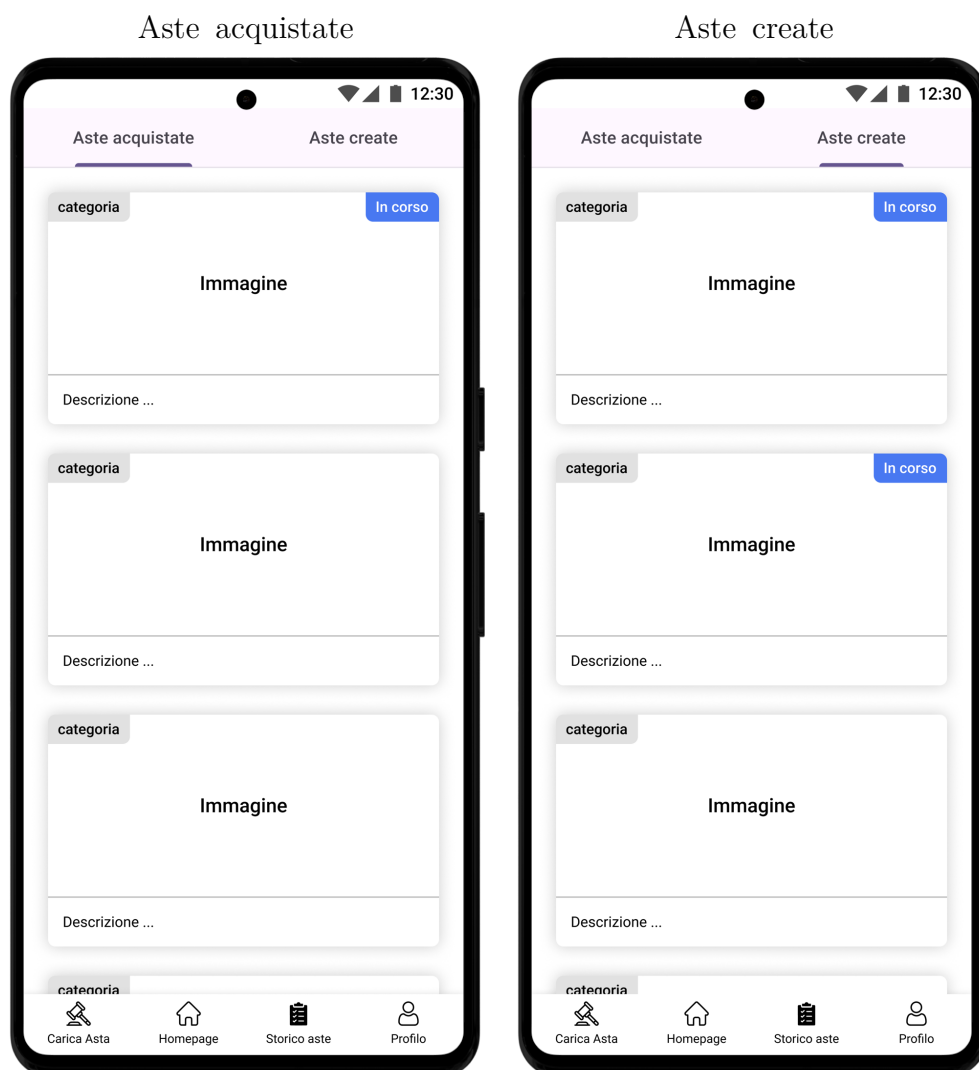 Aste acquistate
12:30
Aste acquistate Aste create
categoria In corso
Immagine
Descrizione ...
categoria
Immagine
Descrizione ...
categoria
Immagine
Descrizione ...
categoria
Carica Asta Homepage Storico aste Profilo
Aste create
12:30
Aste acquistate Aste create
categoria In corso
Immagine
Descrizione ...
categoria In corso
Immagine
Descrizione ...
categoria
Immagine
Descrizione ...
categoria
Carica Asta Homepage Storico aste Profilo